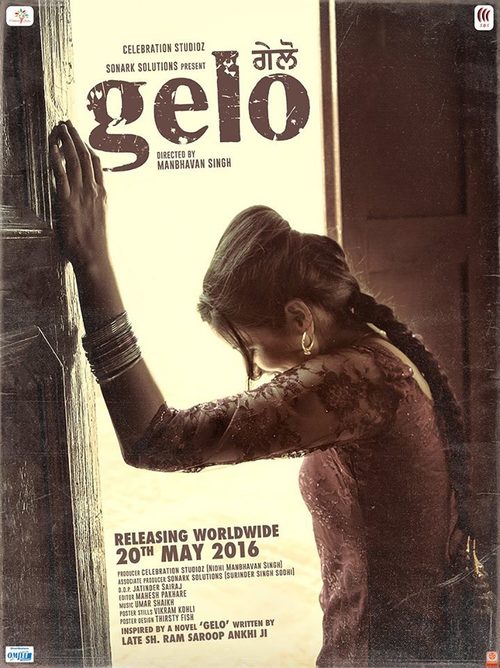 CELEBRATION STUDIOZ
SONARK SOLUTIONS PRESENT
ਗੇਲੋ
gelo
DIRECTED BY
MANBHAVAN SINGH
RELEASING WORLDWIDE
20TH MAY 2016
PRODUCER CELEBRATION STUDIOZ (NIDHI MANBHAVAN SINGH)
ASSOCIATE PRODUCER SONARK SOLUTIONS (SURINDER SINGH SODHI)
D.O.P. JATINDER SAIRAJ
EDITOR MAHESH PAKHARE
MUSIC UMAR SHAIKH
POSTER STILLS VIKRAM KOHLI
POSTER DESIGN THIRSTY FISH
INSPIRED BY A NOVEL 'GELO' WRITTEN BY
LATE SH. RAM SAROOP ANKHI JI
OMJEE